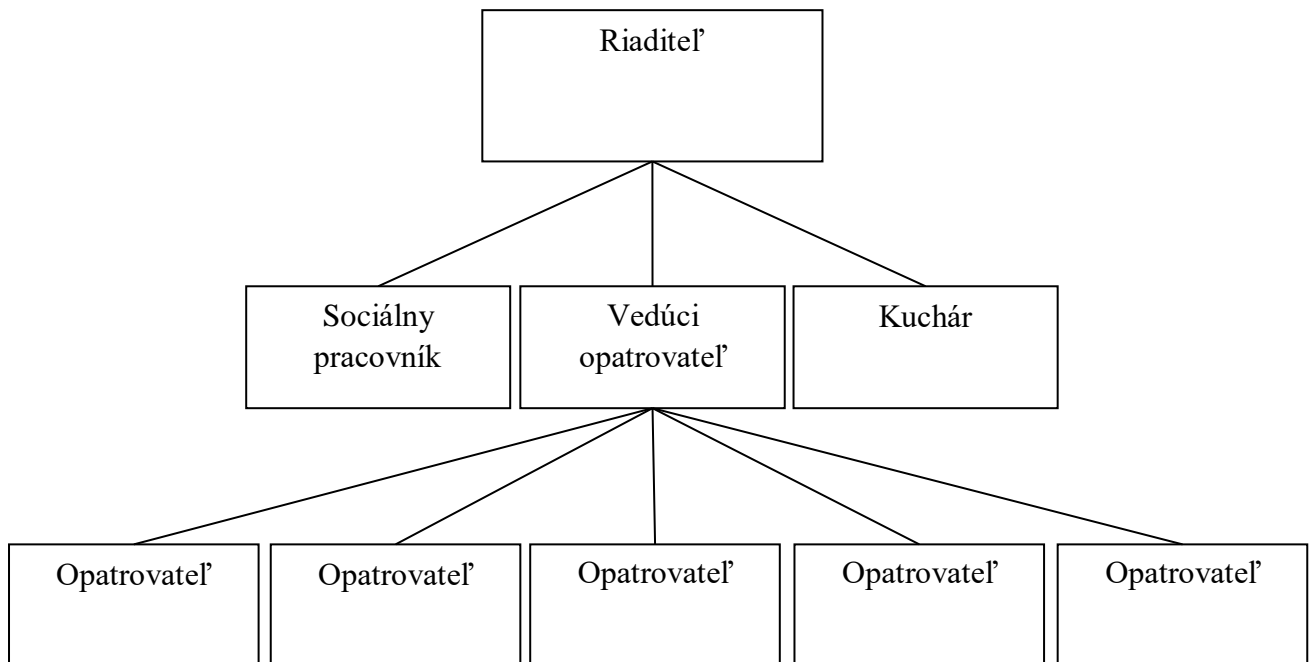 Riaditeľ
Sociálny
pracovník
Vedúci
opatrovateľ
Kuchár
Opatrovateľ
Opatrovateľ
Opatrovateľ
Opatrovateľ
Opatrovateľ